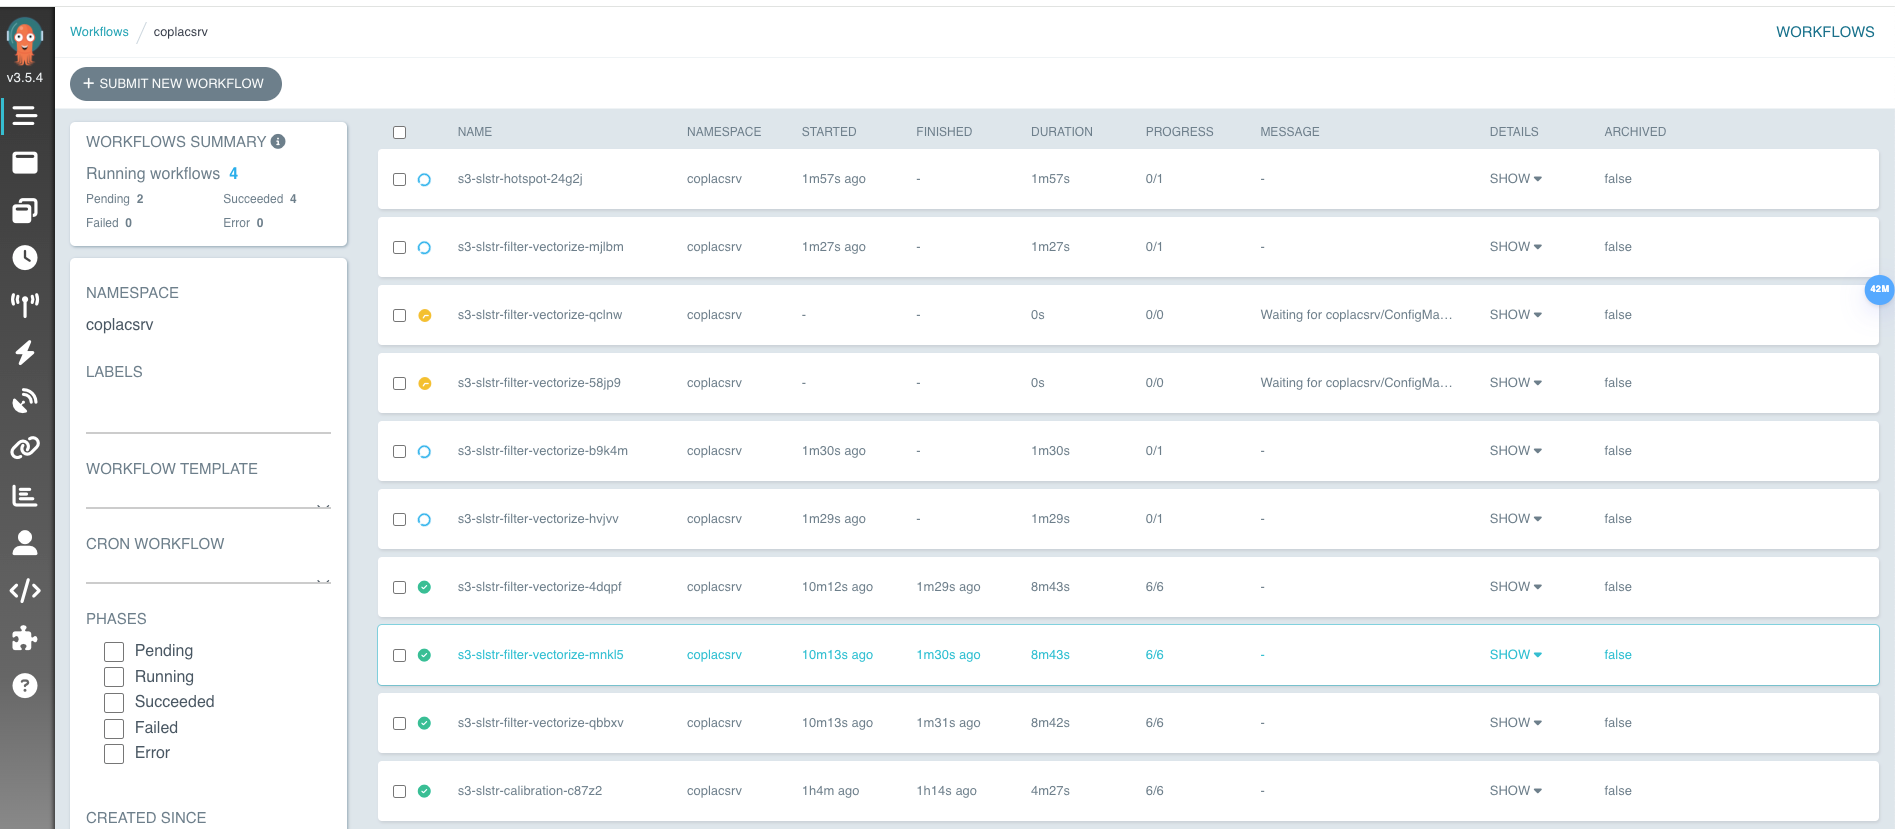 Workflows / coplacsrv
WORKFLOWS
v3.5.4
+ SUBMIT NEW WORKFLOW
WORKFLOWS SUMMARY
Running workflows 4
Pending 2 Succeeded 4
Failed 0 Error 0
NAMESPACE
coplacsrv
LABELS
WORKFLOW TEMPLATE
CRON WORKFLOW
PHASES
Pending
Running
Succeeded
Failed
Error
CREATED SINCE
NAME NAMESPACE STARTED FINISHED DURATION PROGRESS MESSAGE DETAILS ARCHIVED
s3-slstr-hotspot-24g2j coplacsrv 1m57s ago - 1m57s 0/1 - SHOW false
s3-slstr-filter-vectorize-mjlbm coplacsrv 1m27s ago - 1m27s 0/1 - SHOW false
s3-slstr-filter-vectorize-qclnw coplacsrv - - 0s 0/0 Waiting for coplacsrv/ConfigMa… SHOW false
s3-slstr-filter-vectorize-58jp9 coplacsrv - - 0s 0/0 Waiting for coplacsrv/ConfigMa… SHOW false
s3-slstr-filter-vectorize-b9k4m coplacsrv 1m30s ago - 1m30s 0/1 - SHOW false
s3-slstr-filter-vectorize-hvjvv coplacsrv 1m29s ago - 1m29s 0/1 - SHOW false
s3-slstr-filter-vectorize-4dqpf coplacsrv 10m12s ago 1m29s ago 8m43s 6/6 - SHOW false
s3-slstr-filter-vectorize-mnkl5 coplacsrv 10m13s ago 1m30s ago 8m43s 6/6 - SHOW false
s3-slstr-filter-vectorize-qbbxv coplacsrv 10m13s ago 1m31s ago 8m42s 6/6 - SHOW false
s3-slstr-calibration-c87z2 coplacsrv 1h4m ago 1h14s ago 4m27s 6/6 - SHOW false
42M